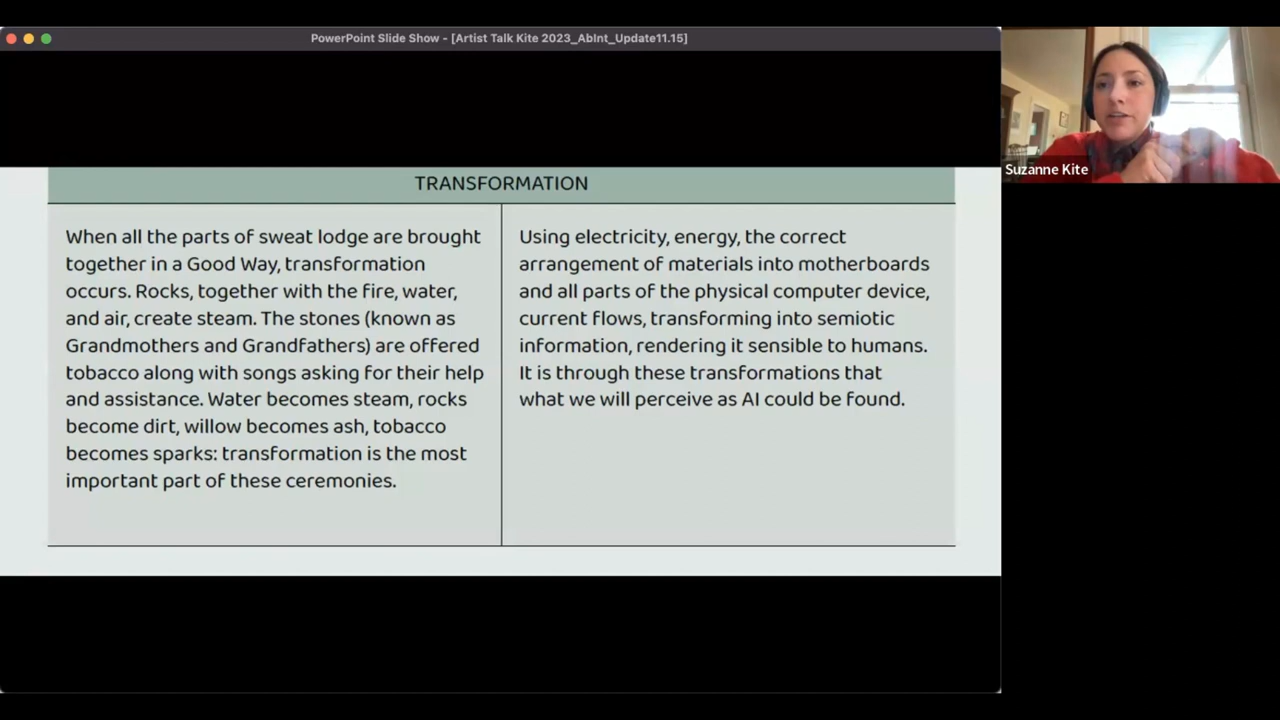 PowerPoint Slide Show - [Artist Talk Kite 2023_AbInt_Update11.15]
TRANSFORMATION
When all the parts of sweat lodge are brought
together in a Good Way, transformation
occurs. Rocks, together with the fire, water,
and air, create steam. The stones (known as
Grandmothers and Grandfathers) are offered
tobacco along with songs asking for their help
and assistance. Water becomes steam, rocks
become dirt, willow becomes ash, tobacco
becomes sparks: transformation is the most
important part of these ceremonies.
Using electricity, energy, the correct
arrangement of materials into motherboards
and all parts of the physical computer device,
current flows, transforming into semiotic
information, rendering it sensible to humans.
It is through these transformations that
what we will perceive as AI could be found.
Suzanne Kite